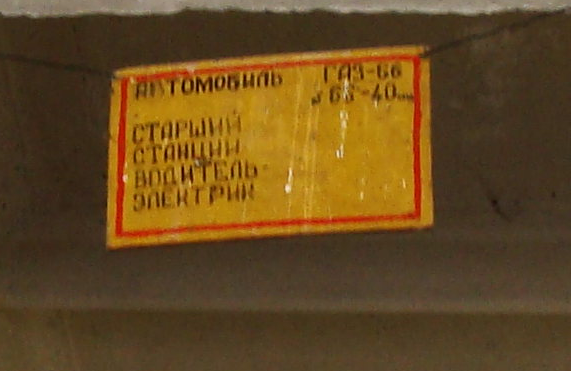 АВТОМОБИЛЬ ГАЗ-66
66-40
СТАРШИЙ
СТАНЦИИ
ВОДИТЕЛЬ
ЭЛЕКТРИК